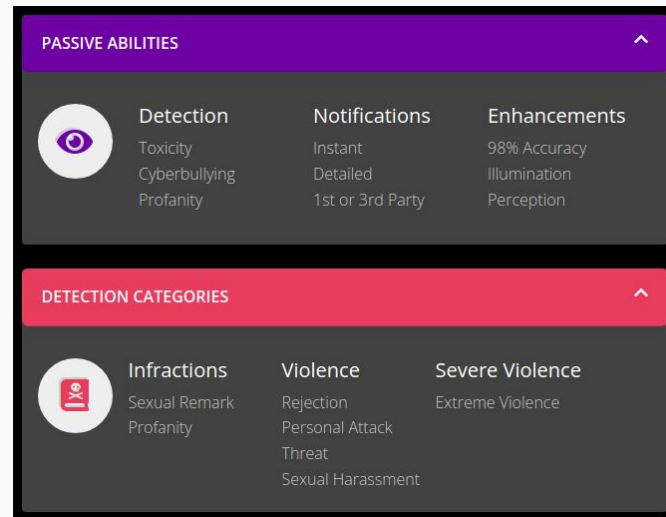 PASSIVE ABILITIES
Detection
Toxicity
Cyberbullying
Profanity
Notifications
Instant
Detailed
1st or 3rd Party
Enhancements
98% Accuracy
Illumination
Perception
DETECTION CATEGORIES
Infractions
Sexual Remark
Profanity
Violence
Rejection
Personal Attack
Threat
Sexual Harassment
Severe Violence
Extreme Violence